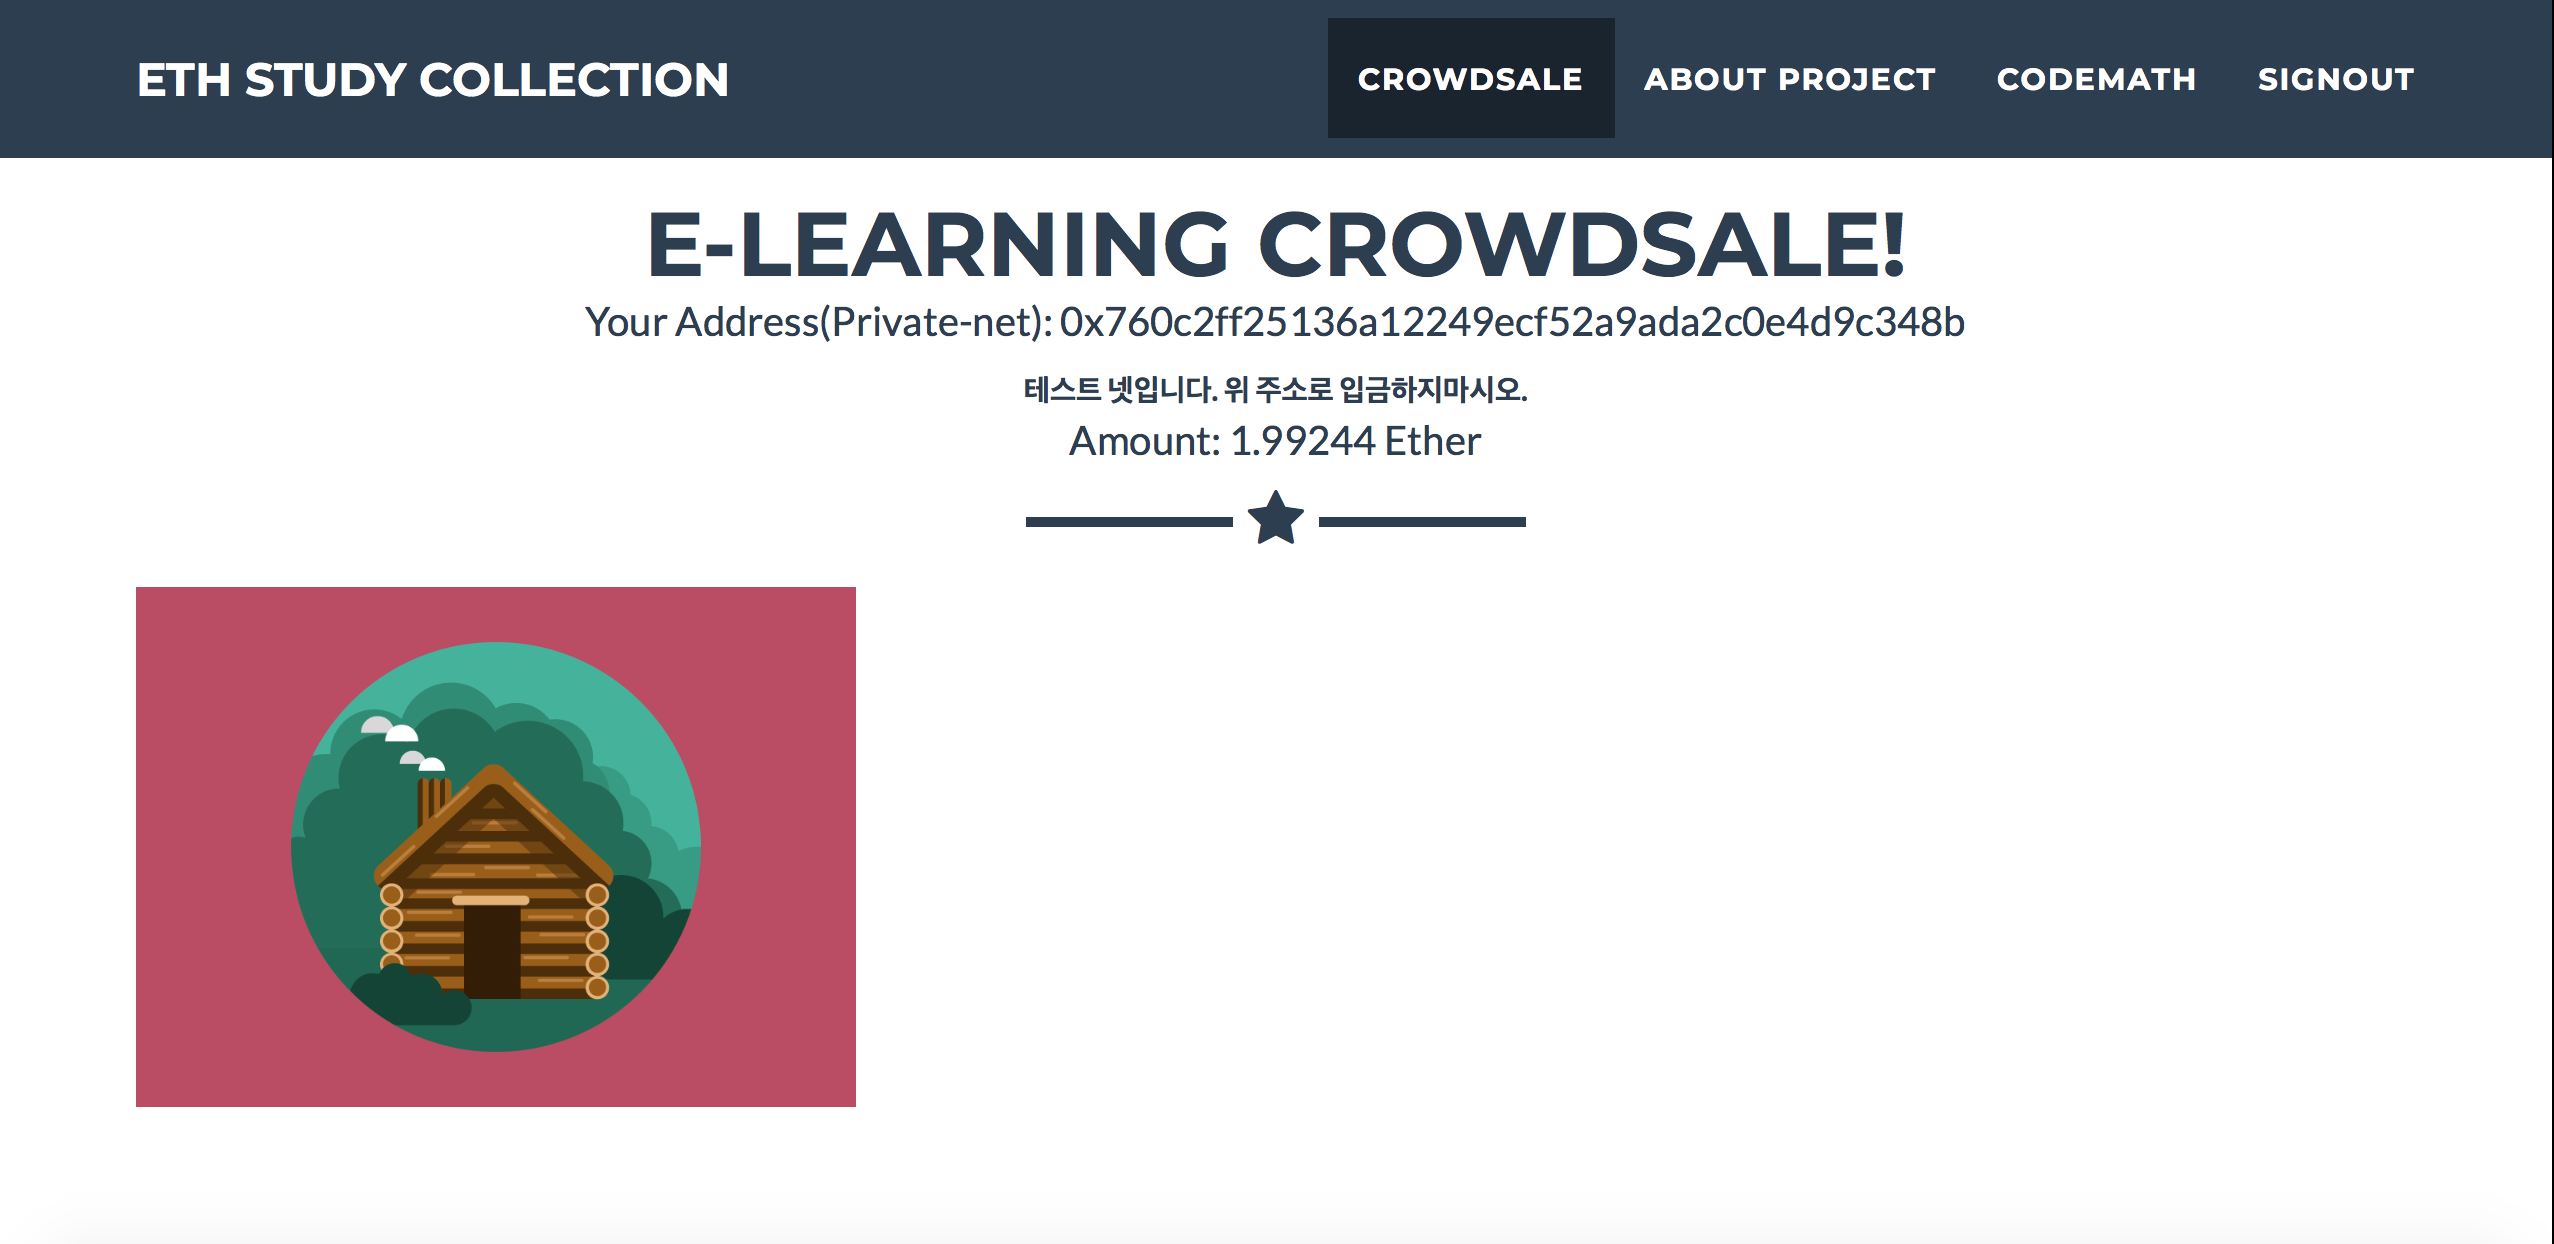 ETH STUDY COLLECTION
CROWDSALE
ABOUT PROJECT
CODEMATH
SIGNOUT
E-LEARNING CROWDSALE!
Your Address(Private-net): 0x760c2ff25136a12249ecf52a9ada2c0e4d9c348b
테스트 넷입니다. 위 주소로 입금하지마시오.
Amount: 1.99244 Ether